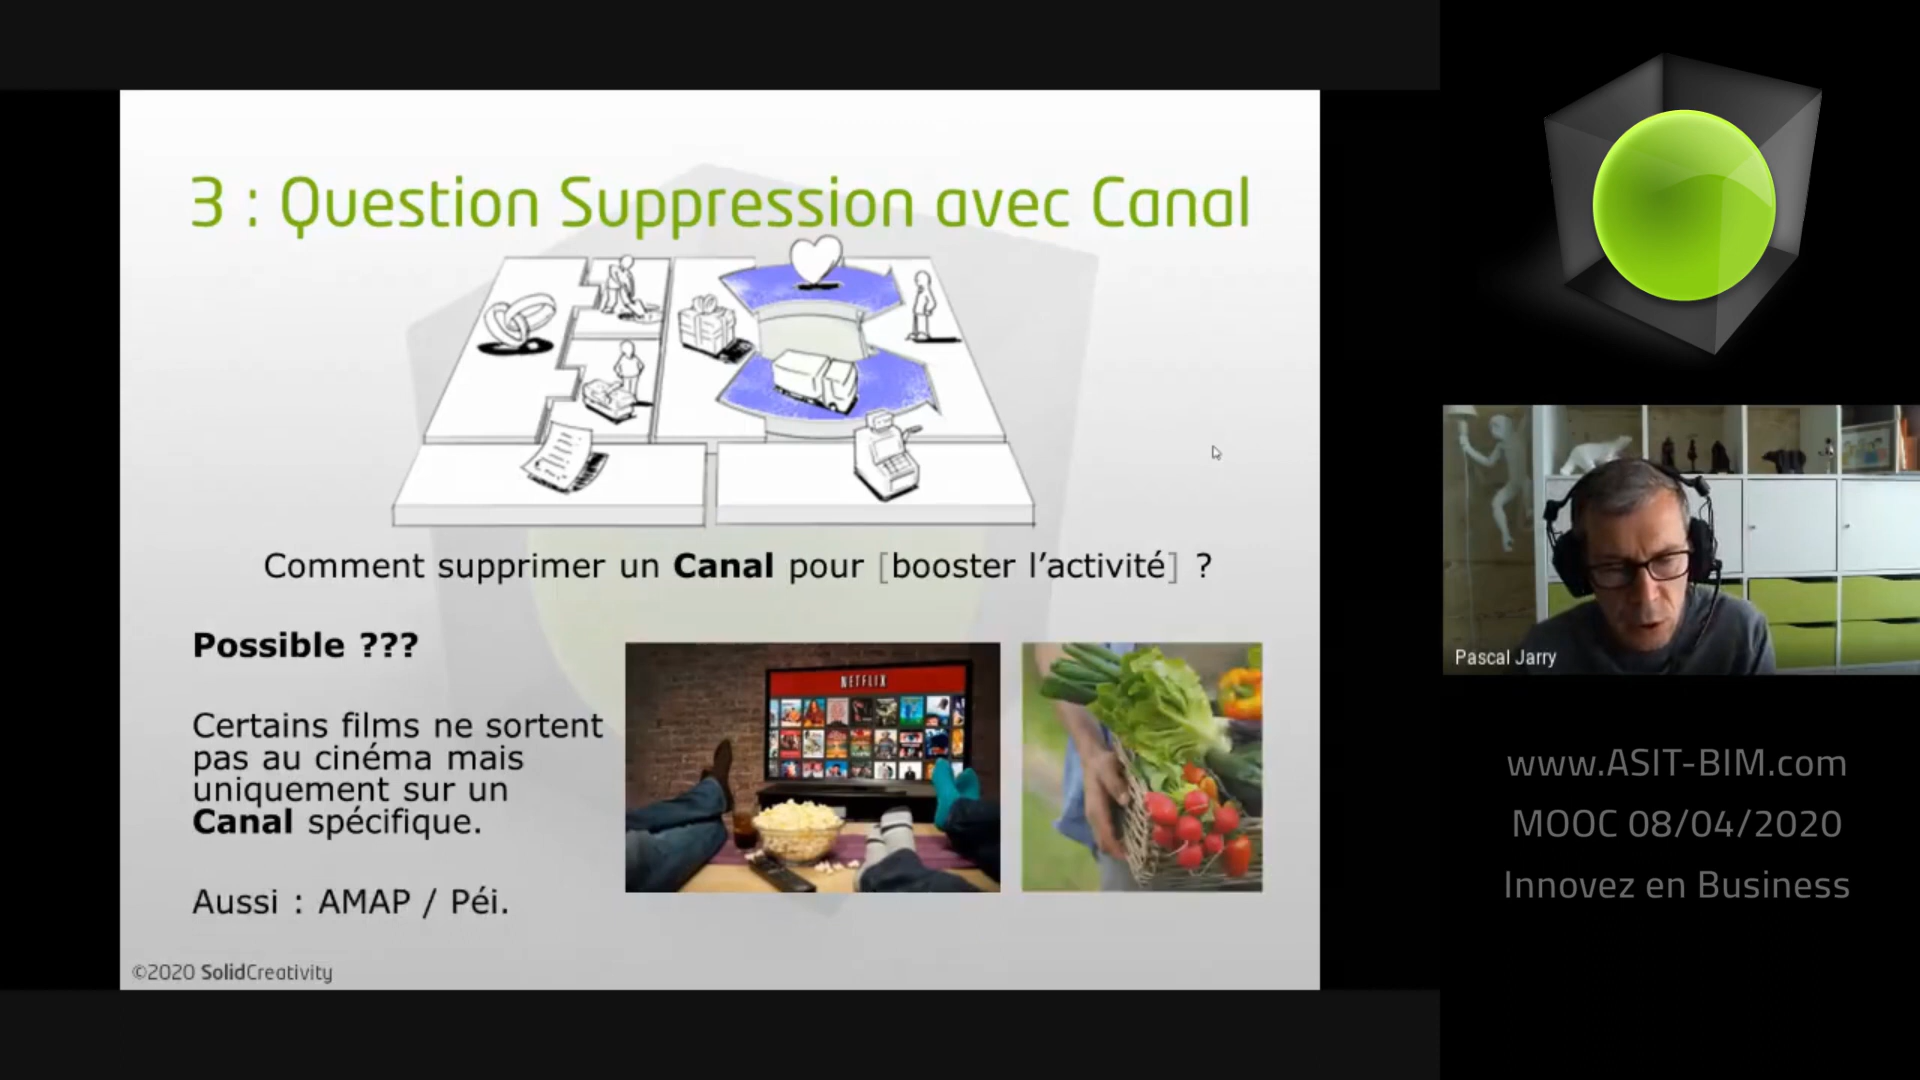 3 : Question Suppression avec Canal
Comment supprimer un Canal pour [booster l’activité] ?
Possible ???
Certains films ne sortent
pas au cinéma mais
uniquement sur un
Canal spécifique.
Aussi : AMAP / Péi.
NETFLIX
©2020 SolidCreativity
Pascal Jarry
www.ASIT-BIM.com
MOOC 08/04/2020
Innovez en Business